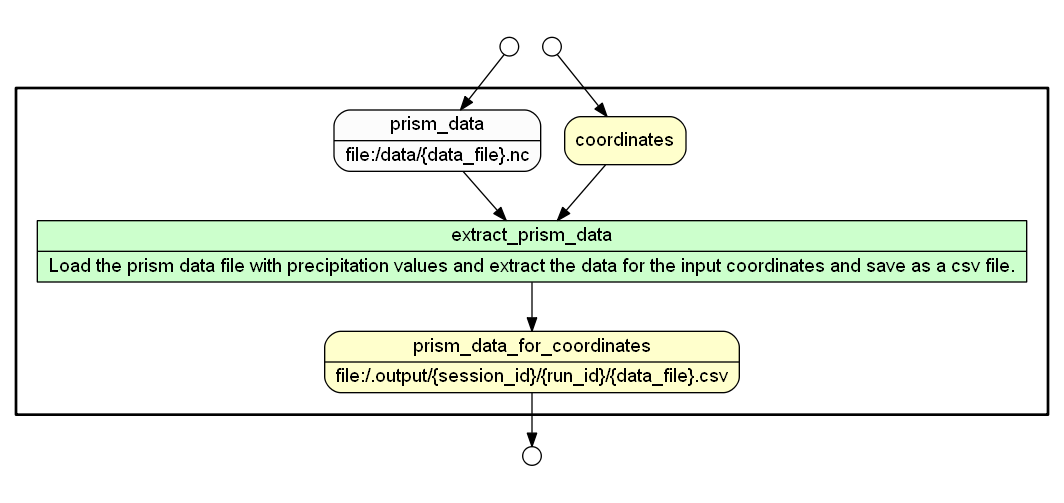 prism_data
file:/data/{data_file}.nc
coordinates
extract_prism_data
Load the prism data file with precipitation values and extract the data for the input coordinates and save as a csv file.
prism_data_for_coordinates
file:/.output/{session_id}/{run_id}/{data_file}.csv